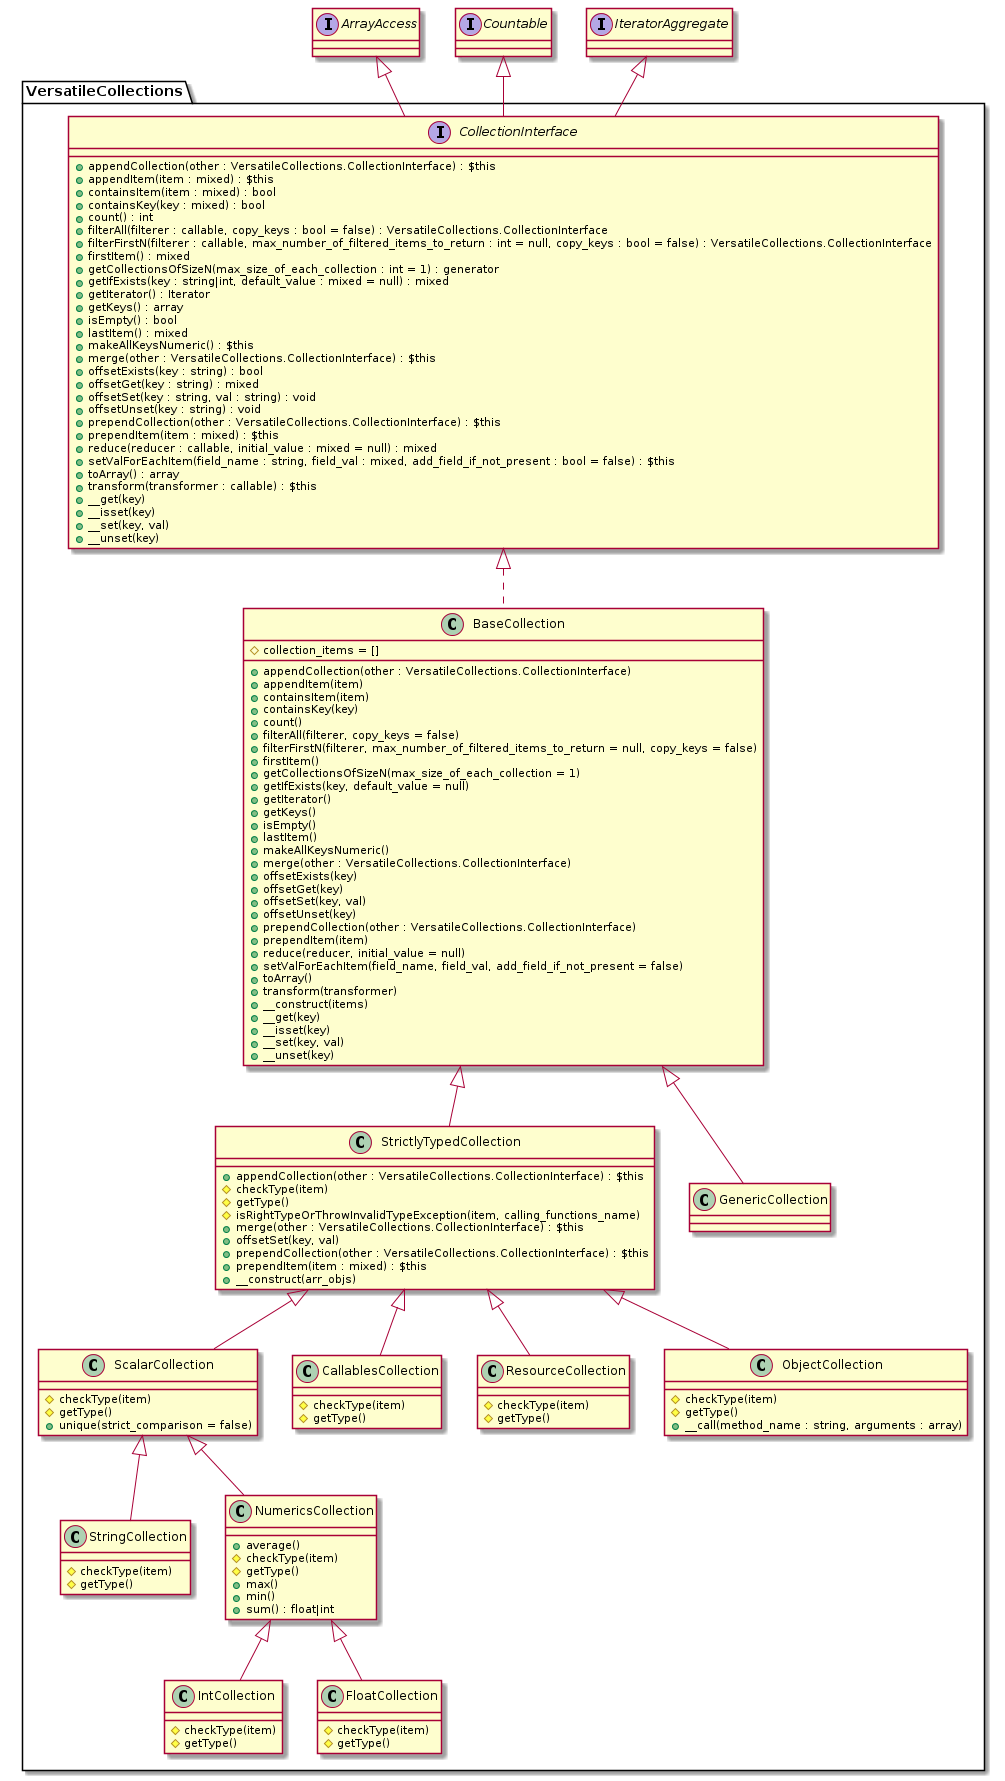 I ArrayAccess
I Countable
I IteratorAggregate
VersatileCollections
I CollectionInterface
appendCollection(other : VersatileCollections.CollectionInterface) : $this
appendItem(item : mixed) : $this
containsItem(item : mixed) : bool
containsKey(key : mixed) : bool
count() : int
filterAll(filterer : callable, copy_keys : bool = false) : VersatileCollections.CollectionInterface
filterFirstN(filterer : callable, max_number_of_filtered_items_to_return : int = null, copy_keys : bool = false) : VersatileCollections.CollectionInterface
firstItem() : mixed
getCollectionsOfSizeN(max_size_of_each_collection : int = 1) : generator
getIfExists(key : string|int, default_value : mixed = null) : mixed
getIterator() : Iterator
getKeys() : array
isEmpty() : bool
lastItem() : mixed
makeAllKeysNumeric() : $this
merge(other : VersatileCollections.CollectionInterface) : $this
offsetExists(key : string) : bool
offsetGet(key : string) : mixed
offsetSet(key : string, val : string) : void
offsetUnset(key : string) : void
prependCollection(other : VersatileCollections.CollectionInterface) : $this
prependItem(item : mixed) : $this
reduce(reducer : callable, initial_value : mixed = null) : mixed
setValForEachItem(field_name : string, field_val : mixed, add_field_if_not_present : bool = false) : $this
toArray() : array
transform(transformer : callable) : $this
__get(key)
__isset(key)
__set(key, val)
__unset(key)
C BaseCollection
collection_items = []
appendCollection(other : VersatileCollections.CollectionInterface)
appendItem(item)
containsItem(item)
containsKey(key)
count()
filterAll(filterer, copy_keys = false)
filterFirstN(filterer, max_number_of_filtered_items_to_return = null, copy_keys = false)
firstItem()
getCollectionsOfSizeN(max_size_of_each_collection = 1)
getIfExists(key, default_value = null)
getIterator()
getKeys()
isEmpty()
lastItem()
makeAllKeysNumeric()
merge(other : VersatileCollections.CollectionInterface)
offsetExists(key)
offsetGet(key)
offsetSet(key, val)
offsetUnset(key)
prependCollection(other : VersatileCollections.CollectionInterface)
prependItem(item)
reduce(reducer, initial_value = null)
setValForEachItem(field_name, field_val, add_field_if_not_present = false)
toArray()
transform(transformer)
__construct(items)
__get(key)
__isset(key)
__set(key, val)
__unset(key)
C StrictlyTypedCollection
appendCollection(other : VersatileCollections.CollectionInterface) : $this
checkType(item)
getType()
isRightTypeOrThrowInvalidTypeException(item, calling_functions_name)
merge(other : VersatileCollections.CollectionInterface) : $this
offsetSet(key, val)
prependCollection(other : VersatileCollections.CollectionInterface) : $this
prependItem(item : mixed) : $this
__construct(arr_objs)
C GenericCollection
C ScalarCollection
checkType(item)
getType()
unique(strict_comparison = false)
C CallablesCollection
checkType(item)
getType()
C ResourceCollection
checkType(item)
getType()
C ObjectCollection
checkType(item)
getType()
__call(method_name : string, arguments : array)
C StringCollection
checkType(item)
getType()
C NumericsCollection
average()
checkType(item)
getType()
max()
min()
sum() : float|int
C IntCollection
checkType(item)
getType()
C FloatCollection
checkType(item)
getType()